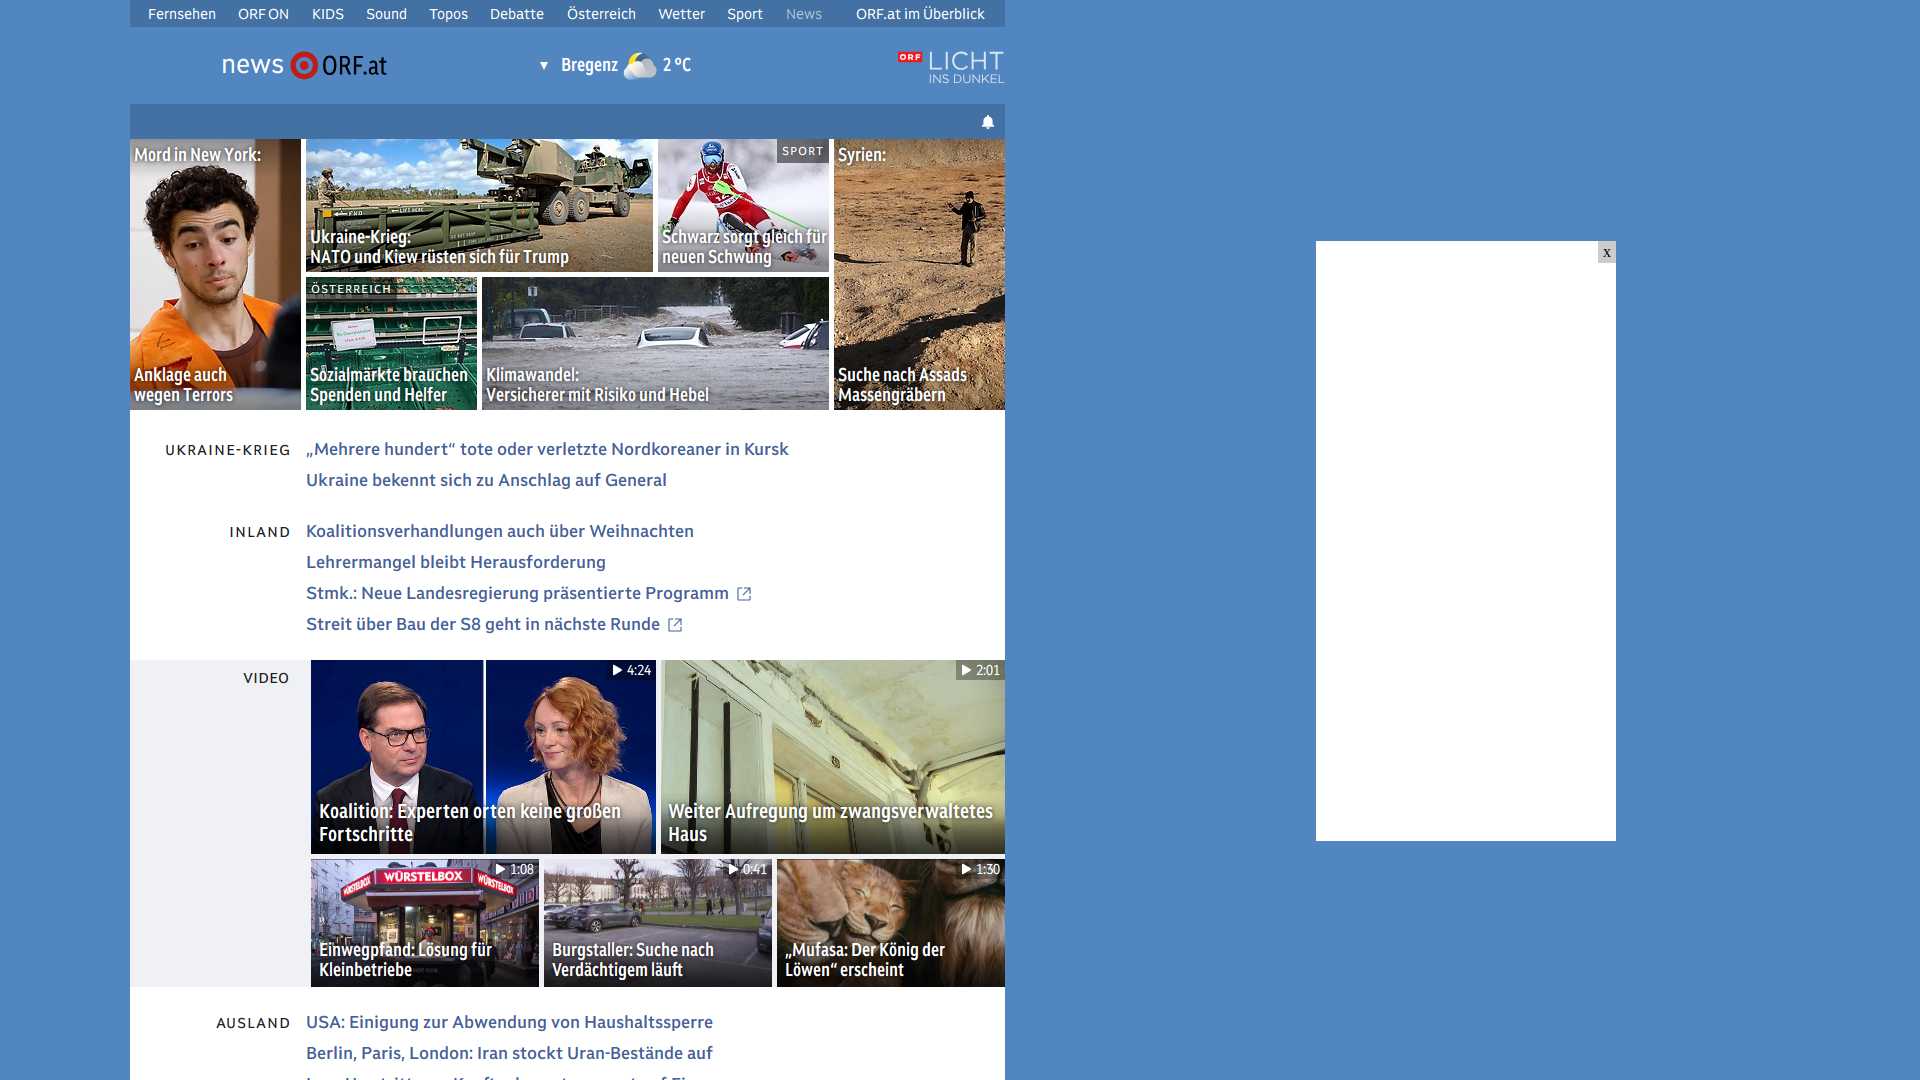 Fernsehen ORF ON KIDS Sound Topos Debatte Österreich Wetter Sport News ORF.at im Überblick
news ORF.at
Bregenz 2 °C
ORF LICHT
INS DUNKEL
Mord in New York:
Anklage auch
wegen Terrors
Ukraine-Krieg:
NATO und Kiew rüsten sich für Trump
SPORT
Schwarz sorgt gleich für
neuen Schwung
Syrien:
Suche nach Assads
Massengräbern
ÖSTERREICH
Sozialmärkte brauchen
Spenden und Helfer
Klimawandel:
Versicherer mit Risiko und Hebel
x
UKRAINE-KRIEG
„Mehrere hundert“ tote oder verletzte Nordkoreaner in Kursk
Ukraine bekennt sich zu Anschlag auf General
INLAND
Koalitionsverhandlungen auch über Weihnachten
Lehrermangel bleibt Herausforderung
Stmk.: Neue Landesregierung präsentierte Programm
Streit über Bau der S8 geht in nächste Runde
VIDEO
4:24
Koalition: Experten orten keine großen
Fortschritte
2:01
Weiter Aufregung um zwangsverwaltetes
Haus
1:08
WÜRSTELBOX WÜRSTELBOX WÜRSTELBOX
Einwegpfand: Lösung für
Kleinbetriebe
0:41
Burgstaller: Suche nach
Verdächtigem läuft
1:30
„Mufasa: Der König der
Löwen“ erscheint
AUSLAND
USA: Einigung zur Abwendung von Haushaltssperre
Berlin, Paris, London: Iran stockt Uran-Bestände auf